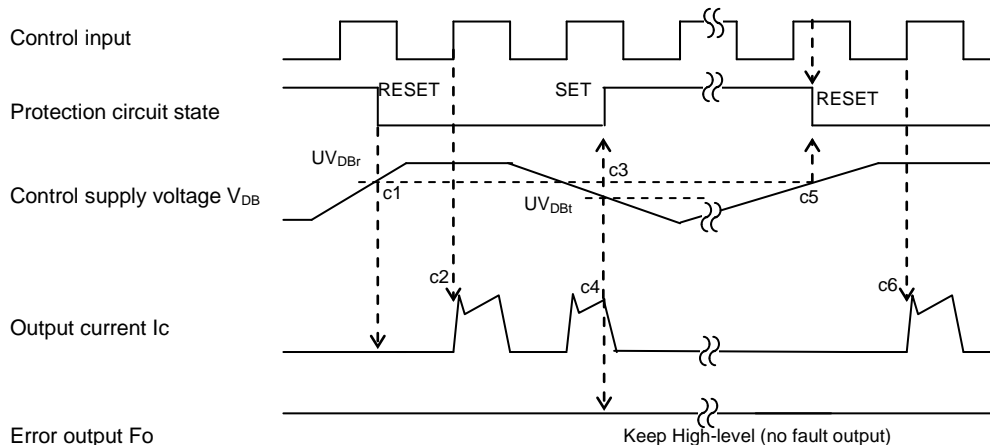 Control input
RESET
SET
RESET
Protection circuit state
UVDBr
c1
c3
c5
Control supply voltage VDB
UVDBt
c2
c4
c6
Output current Ic
Error output Fo
Keep High-level (no fault output)